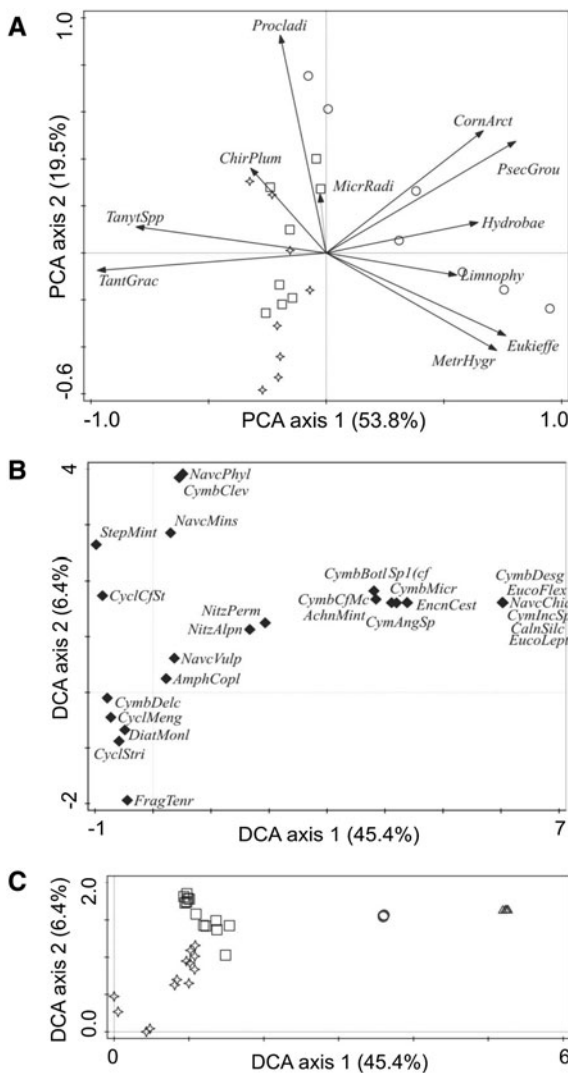 A
1.0
Procladi
CornArct
PsecGrou
ChirPlum
MicrRadi
TanytSpp
Hydrobae
TantGrac
Limnophy
Eukieffe
MetrHygr
PCA axis 2 (19.5%)
-0.6
-1.0
PCA axis 1 (53.8%)
1.0
B
4
NavcPhyl
CymbClev
NavcMins
StepMint
CyclCfSt
NitzPerm
NitzAlpn
NavcVulp
AmphCopl
CymbDelc
CyclMeng
DiatMonl
CyclStri
FragTenr
CymbBotl Sp1(cf
CymbCfMc CymbMicr
AchnMint EncnCest
CymAngSp
CymbDesg
EucoFlex
NavcChia
CymIncSp
CalnSilc
EucoLept
DCA axis 2 (6.4%)
-2
-1
DCA axis 1 (45.4%)
7
C
2.0
DCA axis 2 (6.4%)
0.0
0
DCA axis 1 (45.4%)
6